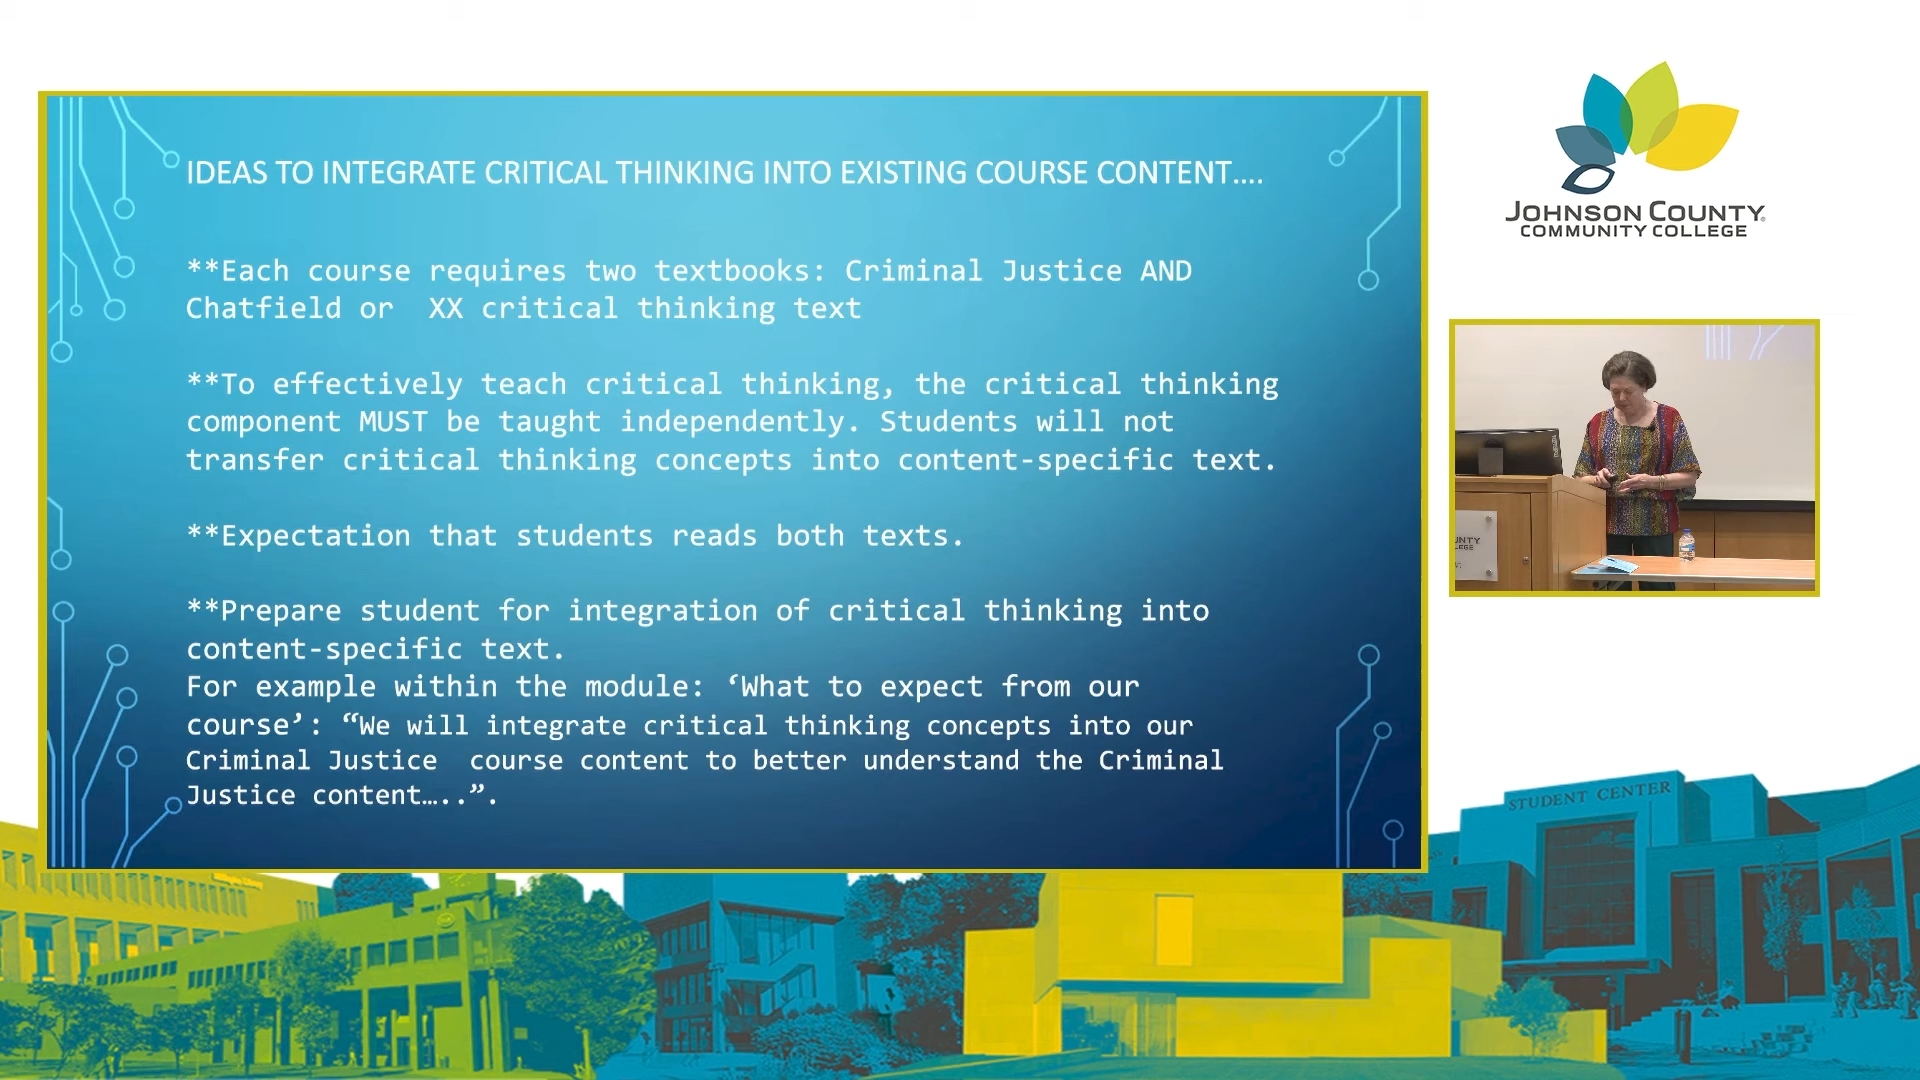 IDEAS TO INTEGRATE CRITICAL THINKING INTO EXISTING COURSE CONTENT....
**Each course requires two textbooks: Criminal Justice AND
Chatfield or  XX critical thinking text
**To effectively teach critical thinking, the critical thinking
component MUST be taught independently. Students will not
transfer critical thinking concepts into content-specific text.
**Expectation that students reads both texts.
**Prepare student for integration of critical thinking into
content-specific text.
For example within the module: ‘What to expect from our
course’: “We will integrate critical thinking concepts into our
Criminal Justice  course content to better understand the Criminal
Justice content…..”.
JOHNSON COUNTY®
COMMUNITY COLLEGE
STUDENT CENTER